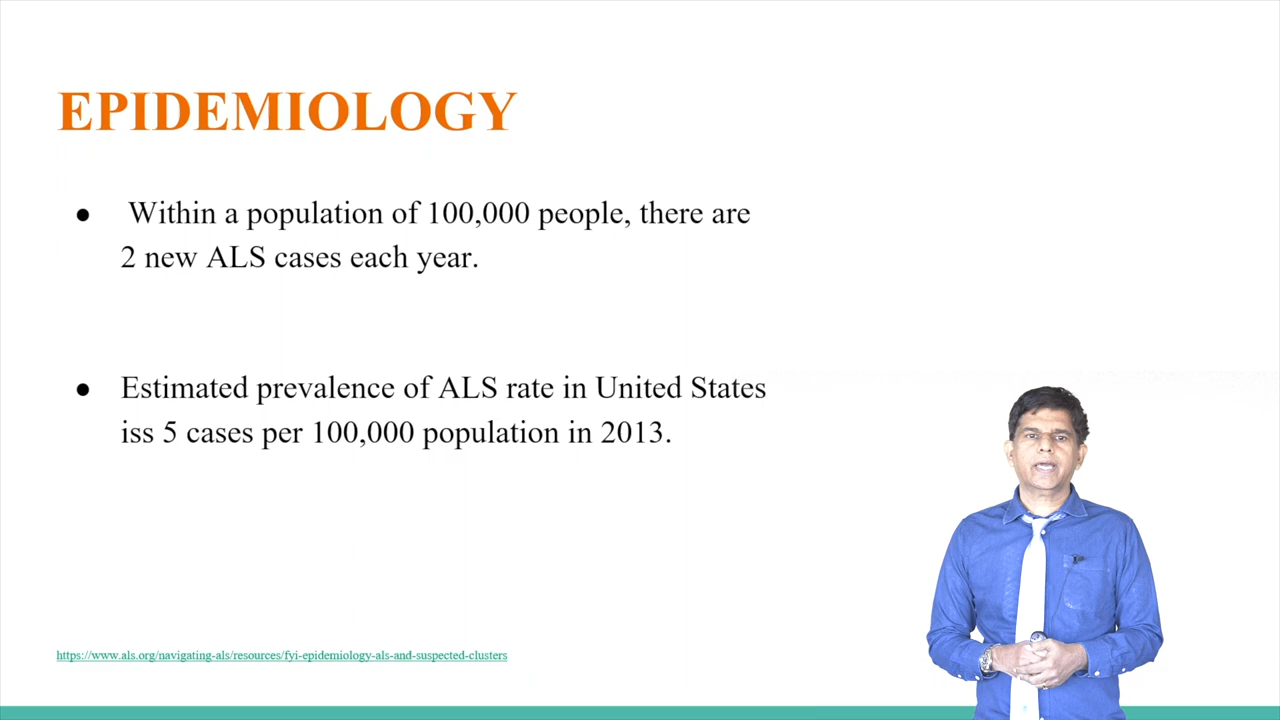 EPIDEMIOLOGY
● Within a population of 100,000 people, there are
2 new ALS cases each year.
● Estimated prevalence of ALS rate in United States
iss 5 cases per 100,000 population in 2013.
https://www.als.org/navigating-als/resources/fyi-epidemiology-als-and-suspected-clusters